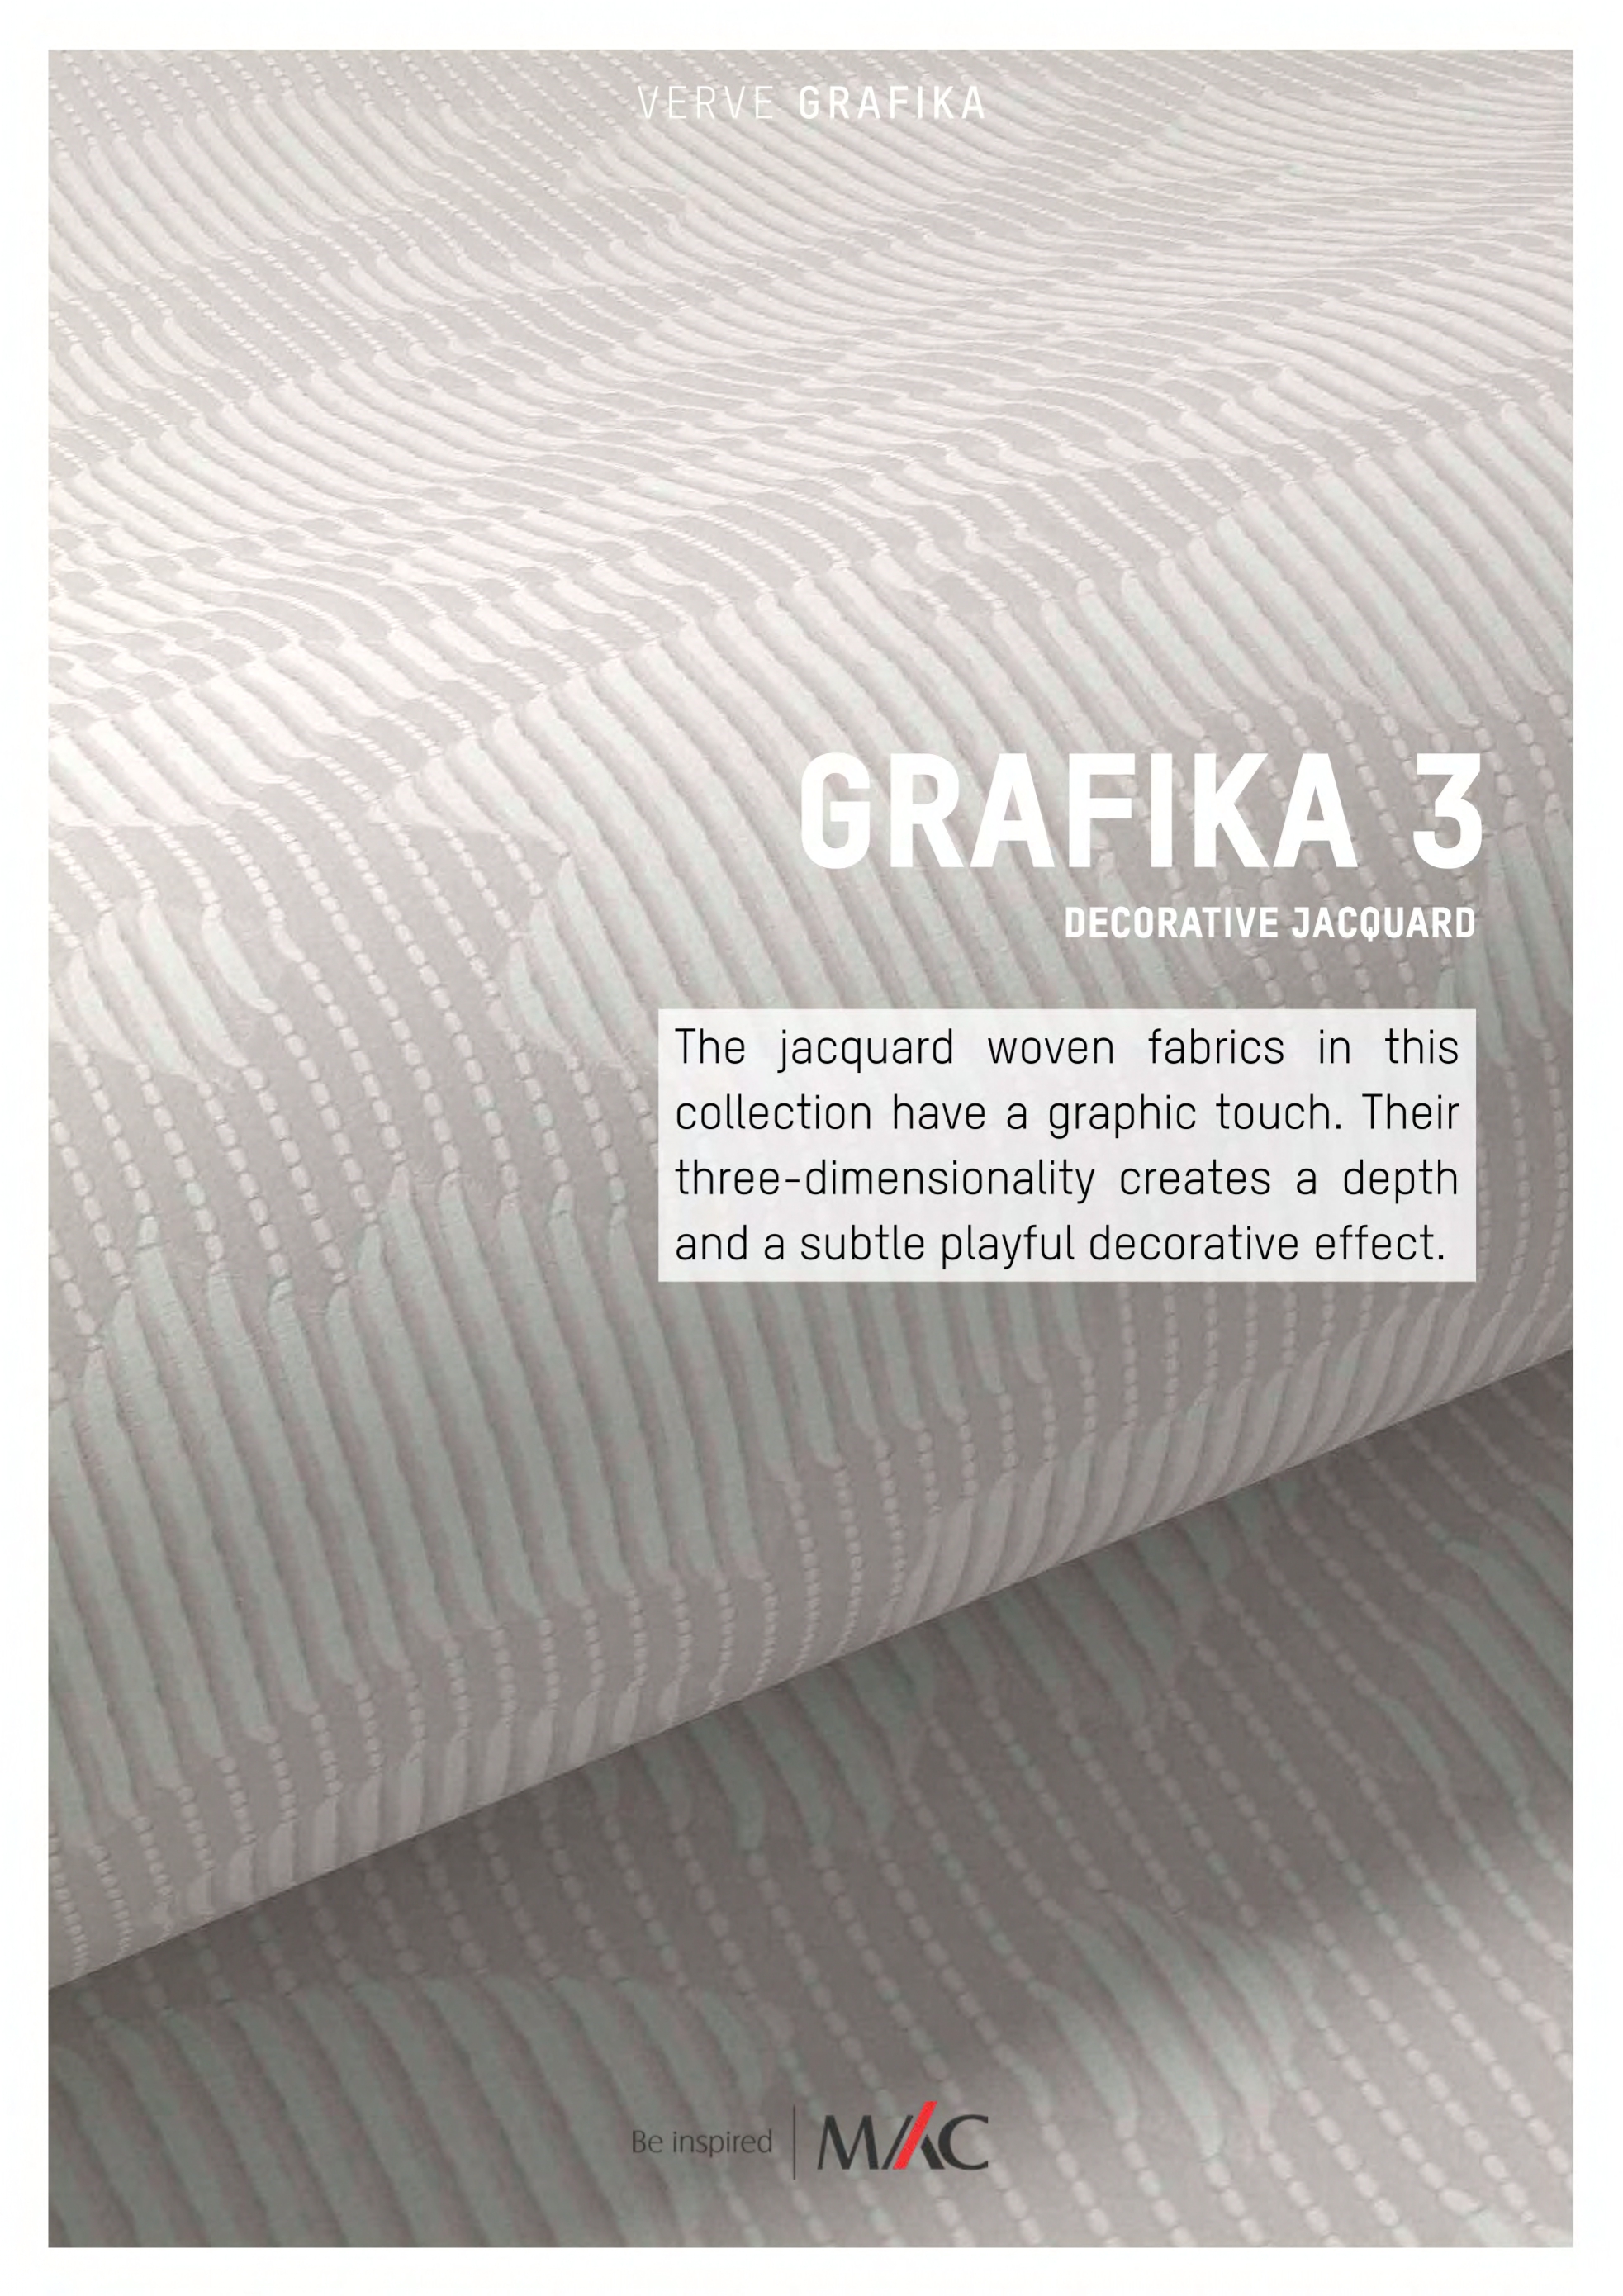 VERVE GRAFIKA
GRAFIKA 3
DECORATIVE JACQUARD
The jacquard woven fabrics in this
collection have a graphic touch. Their
three-dimensionality creates a depth
and a subtle playful decorative effect.
Be inspired MAC